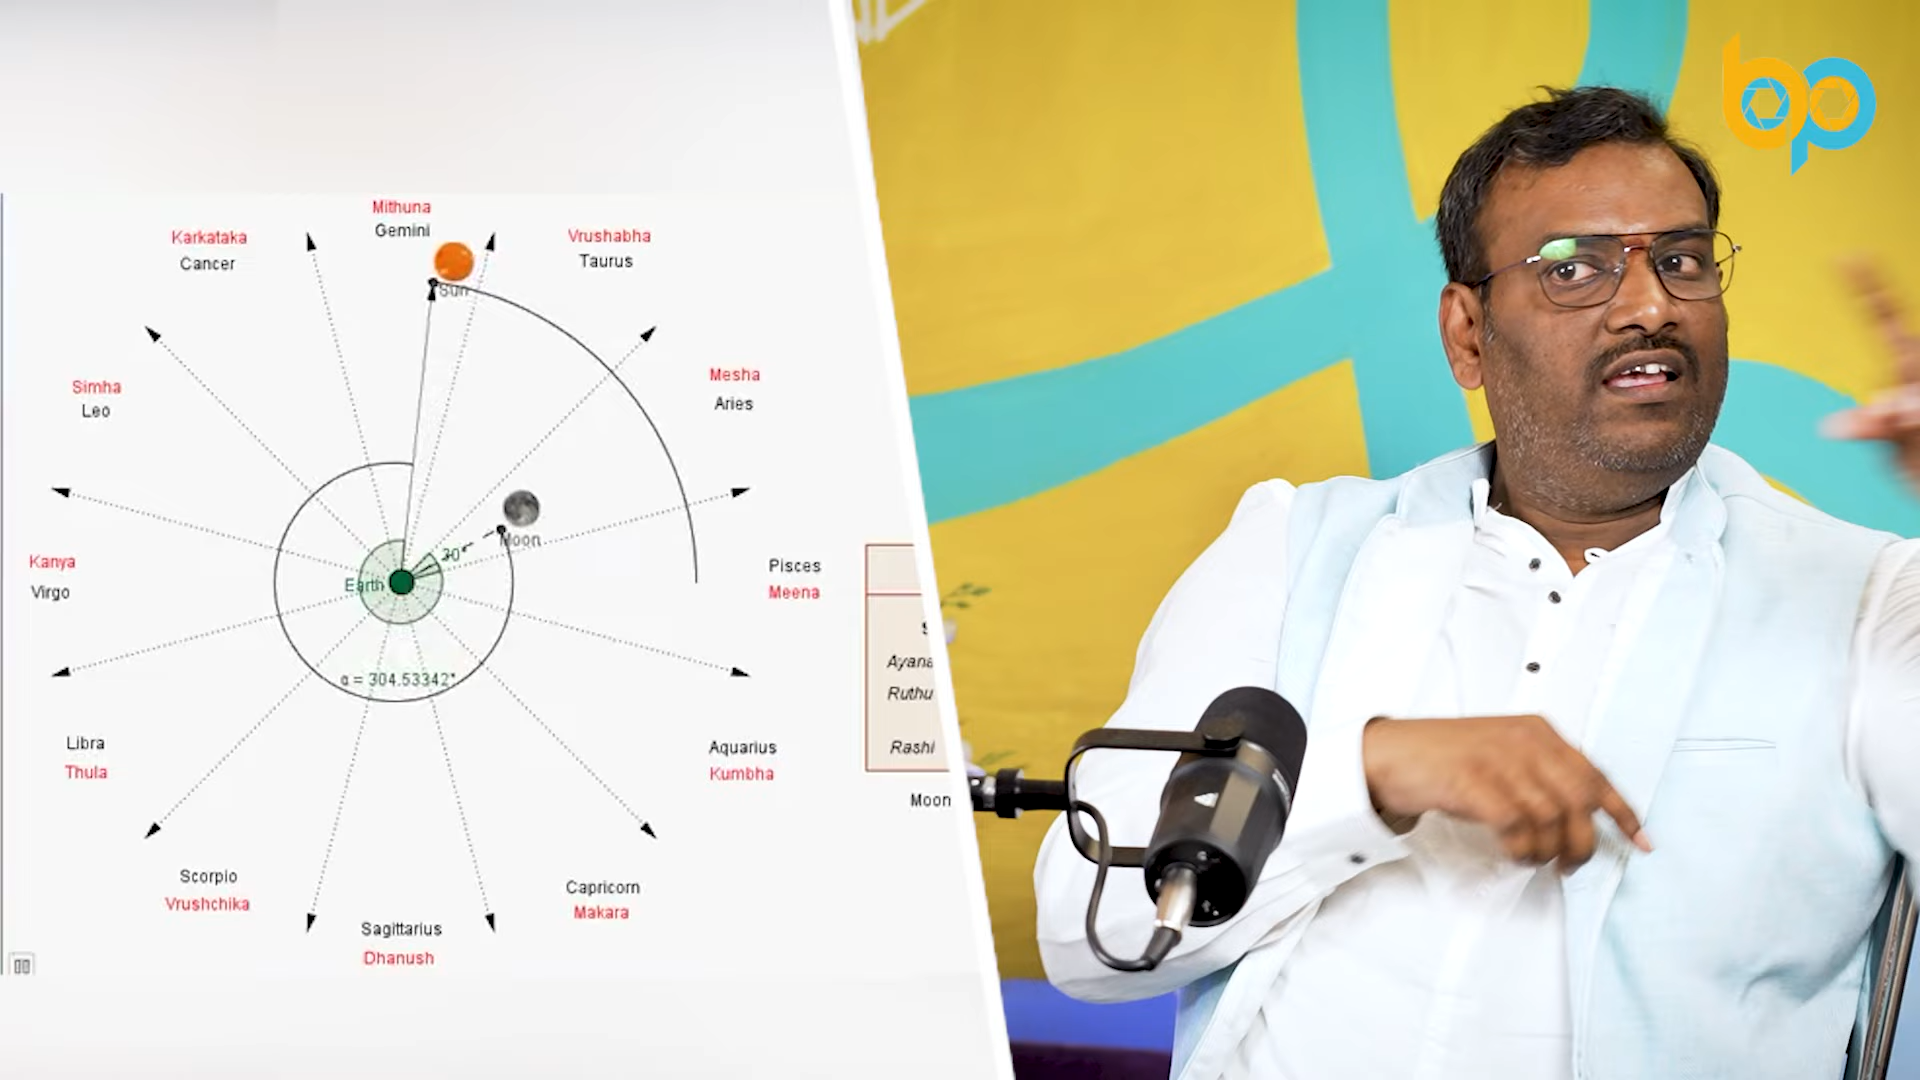 Mithuna
Gemini
Karkataka
Cancer
Vrushabha
Taurus
Sun
Simha
Leo
Mesha
Aries
Moon
30°
Earth
Kanya
Virgo
Pisces
Meena
α = 304.53342°
Ayana
Ruthu
Rashi
Moon
Libra
Thula
Aquarius
Kumbha
Scorpio
Vrushchika
Capricorn
Makara
Sagittarius
Dhanush
bp